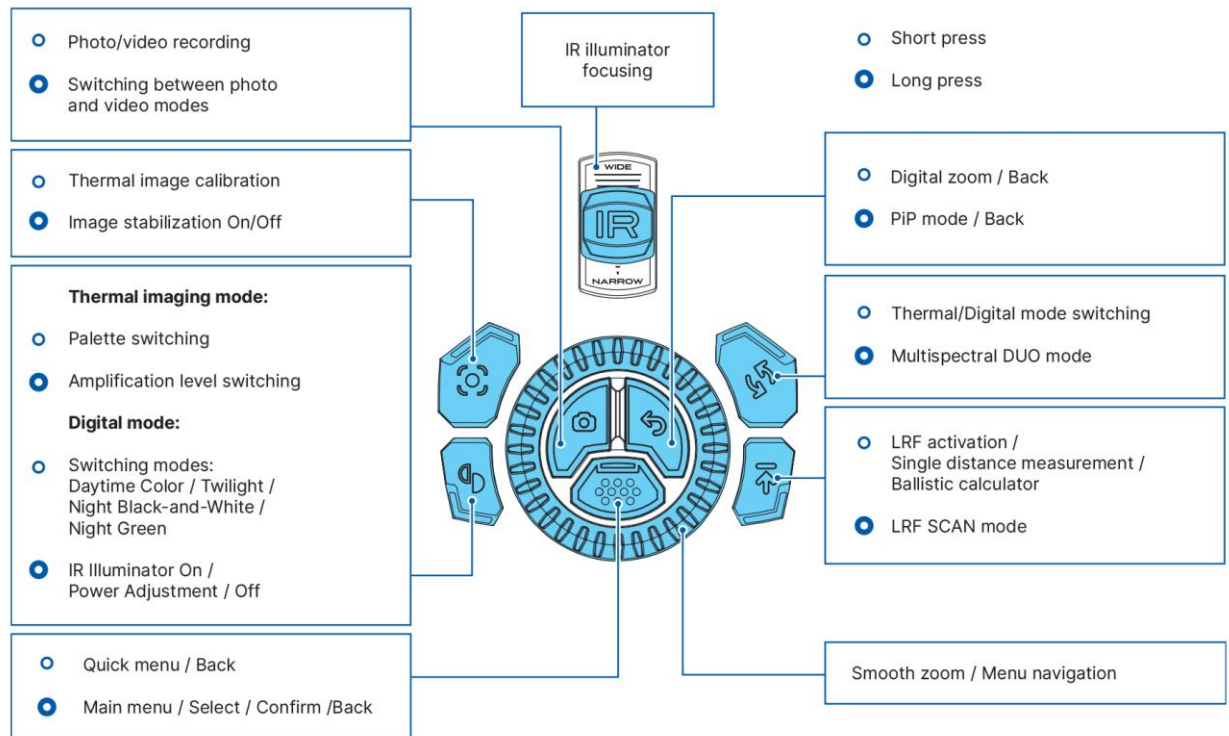 Photo/video recording
Switching between photo
and video modes
Thermal image calibration
Image stabilization On/Off
Thermal imaging mode:
Palette switching
Amplification level switching
Digital mode:
Switching modes:
Daytime Color / Twilight /
Night Black-and-White /
Night Green
IR Illuminator On /
Power Adjustment / Off
Quick menu / Back
Main menu / Select / Confirm /Back
IR illuminator
focusing
WIDE
IR
NARROW
Short press
Long press
Digital zoom / Back
PiP mode / Back
Thermal/Digital mode switching
Multispectral DUO mode
LRF activation /
Single distance measurement /
Ballistic calculator
LRF SCAN mode
Smooth zoom / Menu navigation